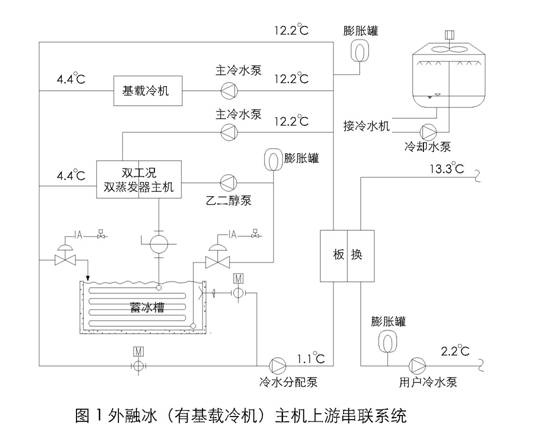 12.2℃
膨胀罐
主冷水泵
4.4℃
12.2℃
基载冷机
主冷水泵
12.2℃
接冷水机
冷却水泵
膨胀罐
13.3℃
4.4℃
双工况
双蒸发器主机
乙二醇泵
IA
IA
板 换
M
蓄冰槽
膨胀罐
M
1.1℃
2.2℃
冷水分配泵
用户冷水泵
图 1 外融冰（有基载冷机）主机上游串联系统